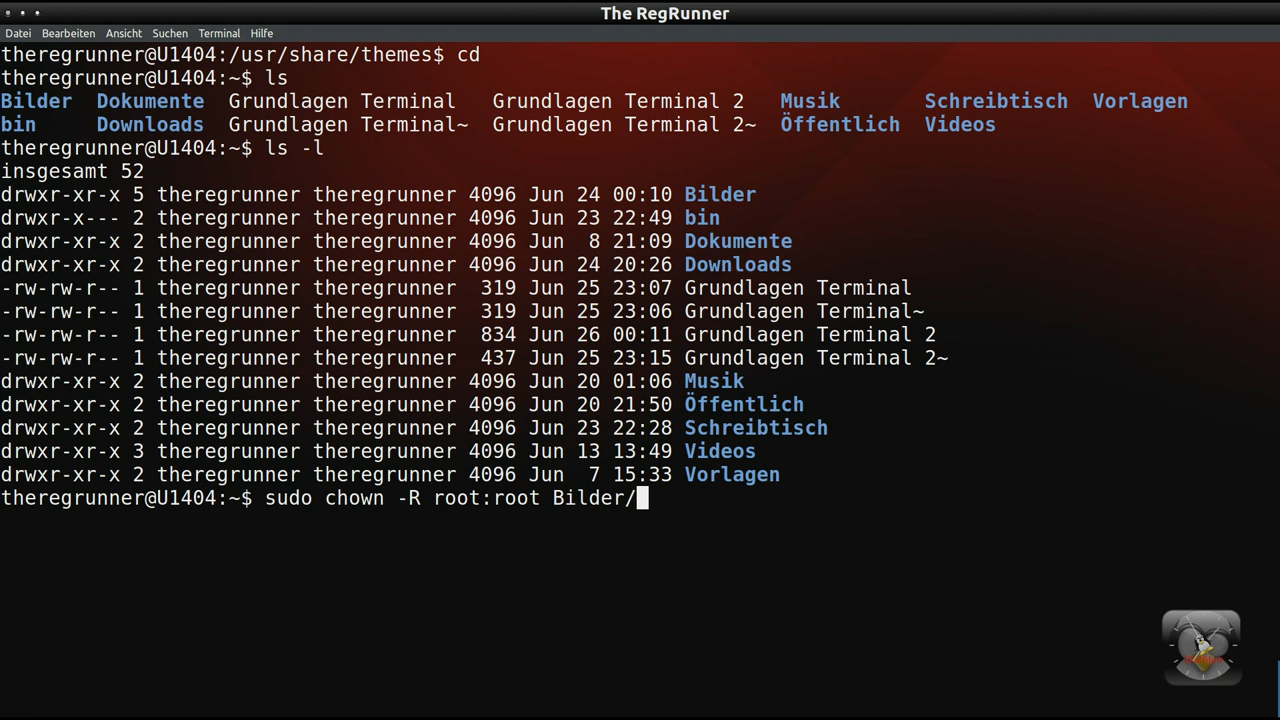 The RegRunner
Datei Bearbeiten Ansicht Suchen Terminal Hilfe
theregrunner@U1404:/usr/share/themes$ cd
theregrunner@U1404:~$ ls
Bilder  Dokumente  Grundlagen Terminal   Grundlagen Terminal 2   Musik       Schreibtisch  Vorlagen
bin     Downloads  Grundlagen Terminal~  Grundlagen Terminal 2~  Öffentlich  Videos
theregrunner@U1404:~$ ls -l
insgesamt 52
drwxr-xr-x 5 theregrunner theregrunner 4096 Jun 24 00:10 Bilder
drwxr-x--- 2 theregrunner theregrunner 4096 Jun 23 22:49 bin
drwxr-xr-x 2 theregrunner theregrunner 4096 Jun  8 21:09 Dokumente
drwxr-xr-x 2 theregrunner theregrunner 4096 Jun 24 20:26 Downloads
-rw-rw-r-- 1 theregrunner theregrunner  319 Jun 25 23:07 Grundlagen Terminal
-rw-rw-r-- 1 theregrunner theregrunner  319 Jun 25 23:06 Grundlagen Terminal~
-rw-rw-r-- 1 theregrunner theregrunner  834 Jun 26 00:11 Grundlagen Terminal 2
-rw-rw-r-- 1 theregrunner theregrunner  437 Jun 25 23:15 Grundlagen Terminal 2~
drwxr-xr-x 2 theregrunner theregrunner 4096 Jun 20 01:06 Musik
drwxr-xr-x 2 theregrunner theregrunner 4096 Jun 20 21:50 Öffentlich
drwxr-xr-x 2 theregrunner theregrunner 4096 Jun 23 22:28 Schreibtisch
drwxr-xr-x 3 theregrunner theregrunner 4096 Jun 13 13:49 Videos
drwxr-xr-x 2 theregrunner theregrunner 4096 Jun  7 15:33 Vorlagen
theregrunner@U1404:~$ sudo chown -R root:root Bilder/